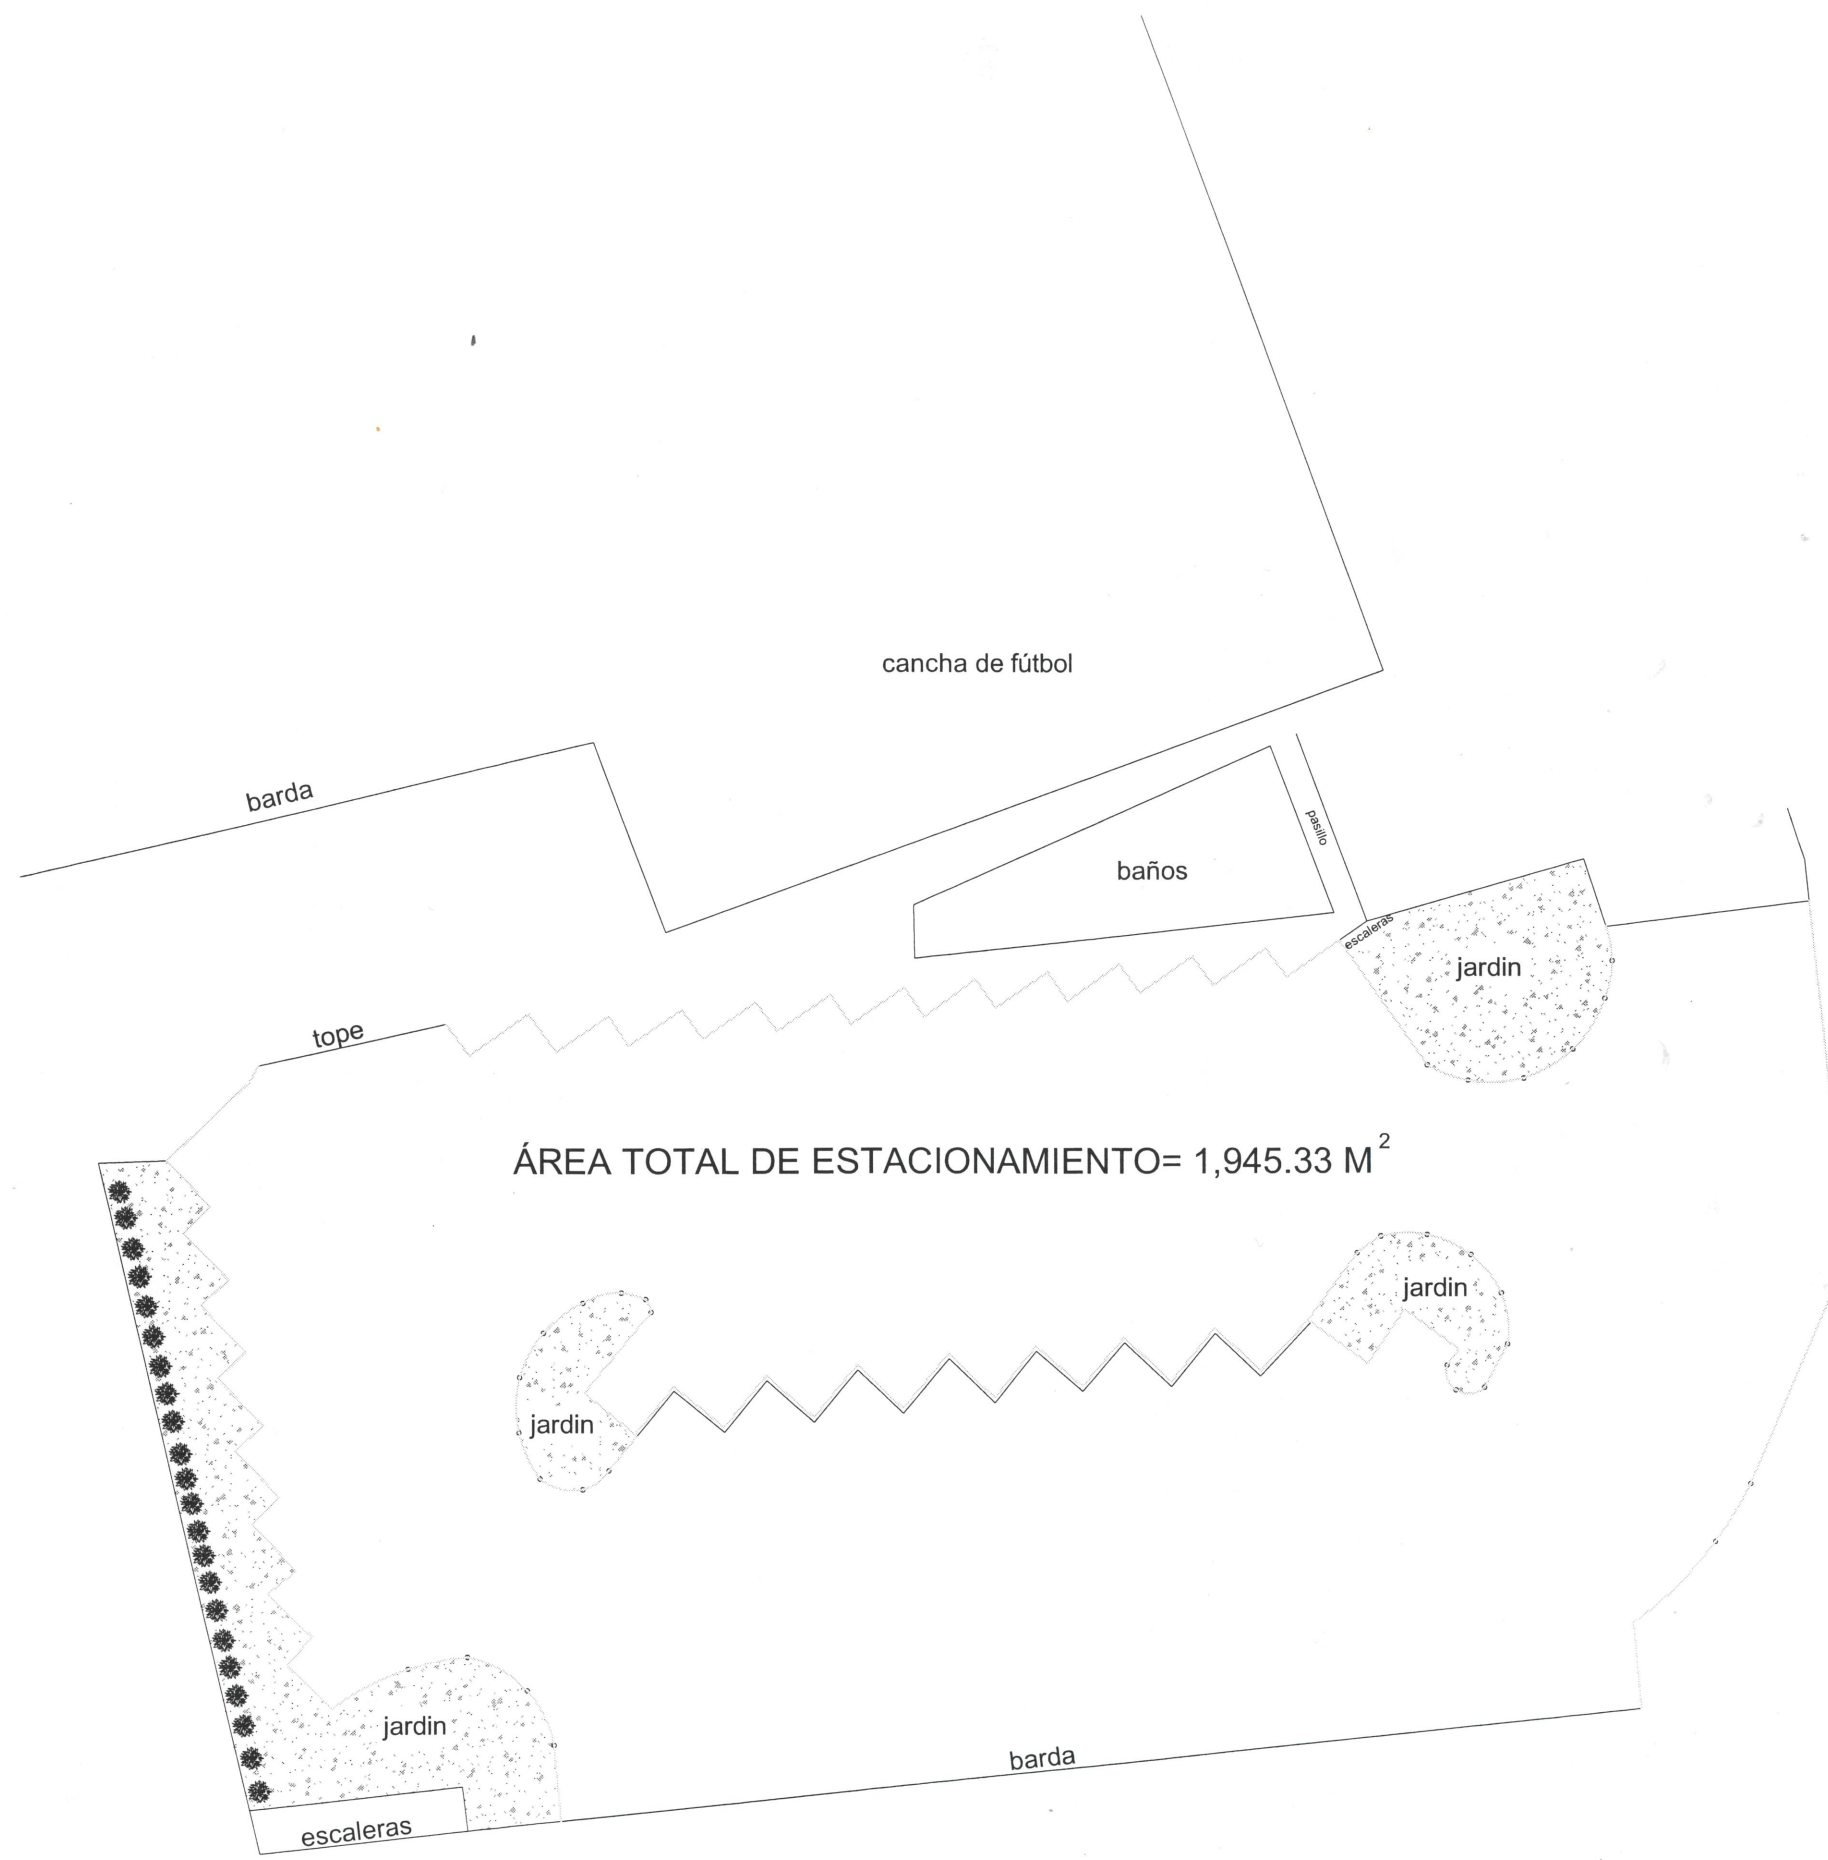 cancha de fútbol
barda
pasillo
baños
escaleras
jardin
tope
ÁREA TOTAL DE ESTACIONAMIENTO= 1,945.33 M²
jardin
jardin
jardin
barda
escaleras